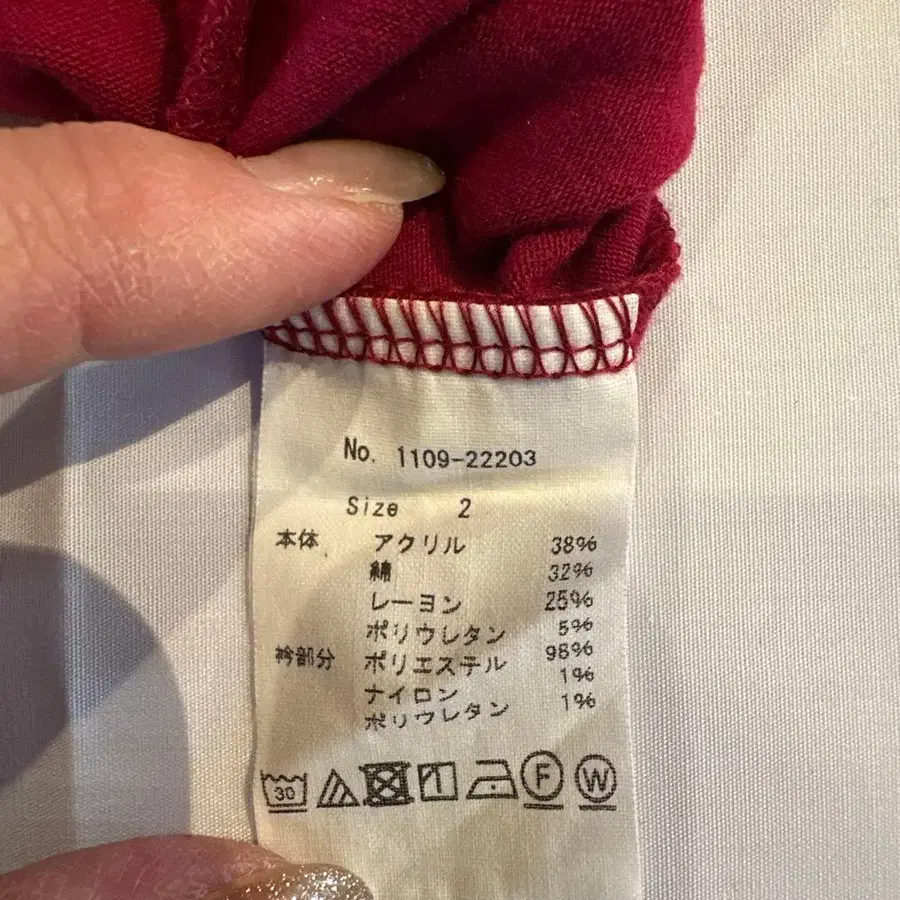 No. 1109-22203
Size 2
本体 アクリル 38%
綿 32%
レーヨン 25%
ポリウレタン 5%
衿部分 ポリエステル 98%
ナイロン 1%
ポリウレタン 1%
30 F W